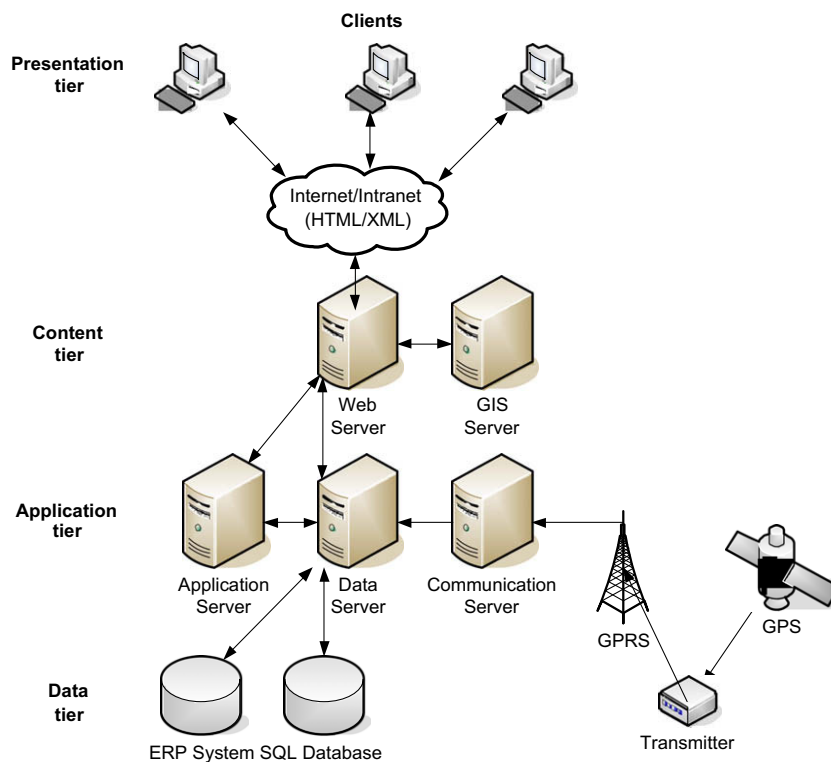 Clients
Presentation
tier
Internet/Intranet
(HTML/XML)
Content
tier
Web
Server
GIS
Server
Application
tier
Application
Server
Data
Server
Communication
Server
GPRS
GPS
Data
tier
ERP System
SQL Database
Transmitter